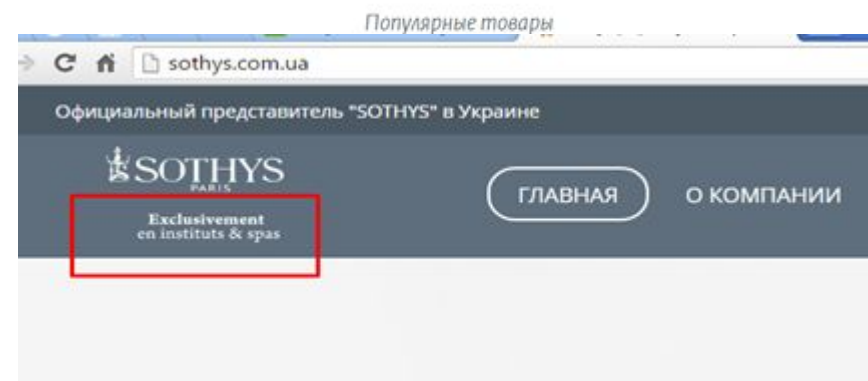 Популярные товары
sothys.com.ua
Официальный представитель "SOTHYS" в Украине
SOTHYS
PARIS
ГЛАВНАЯ
О КОМПАНИИ
Exclusivement
en instituts & spas